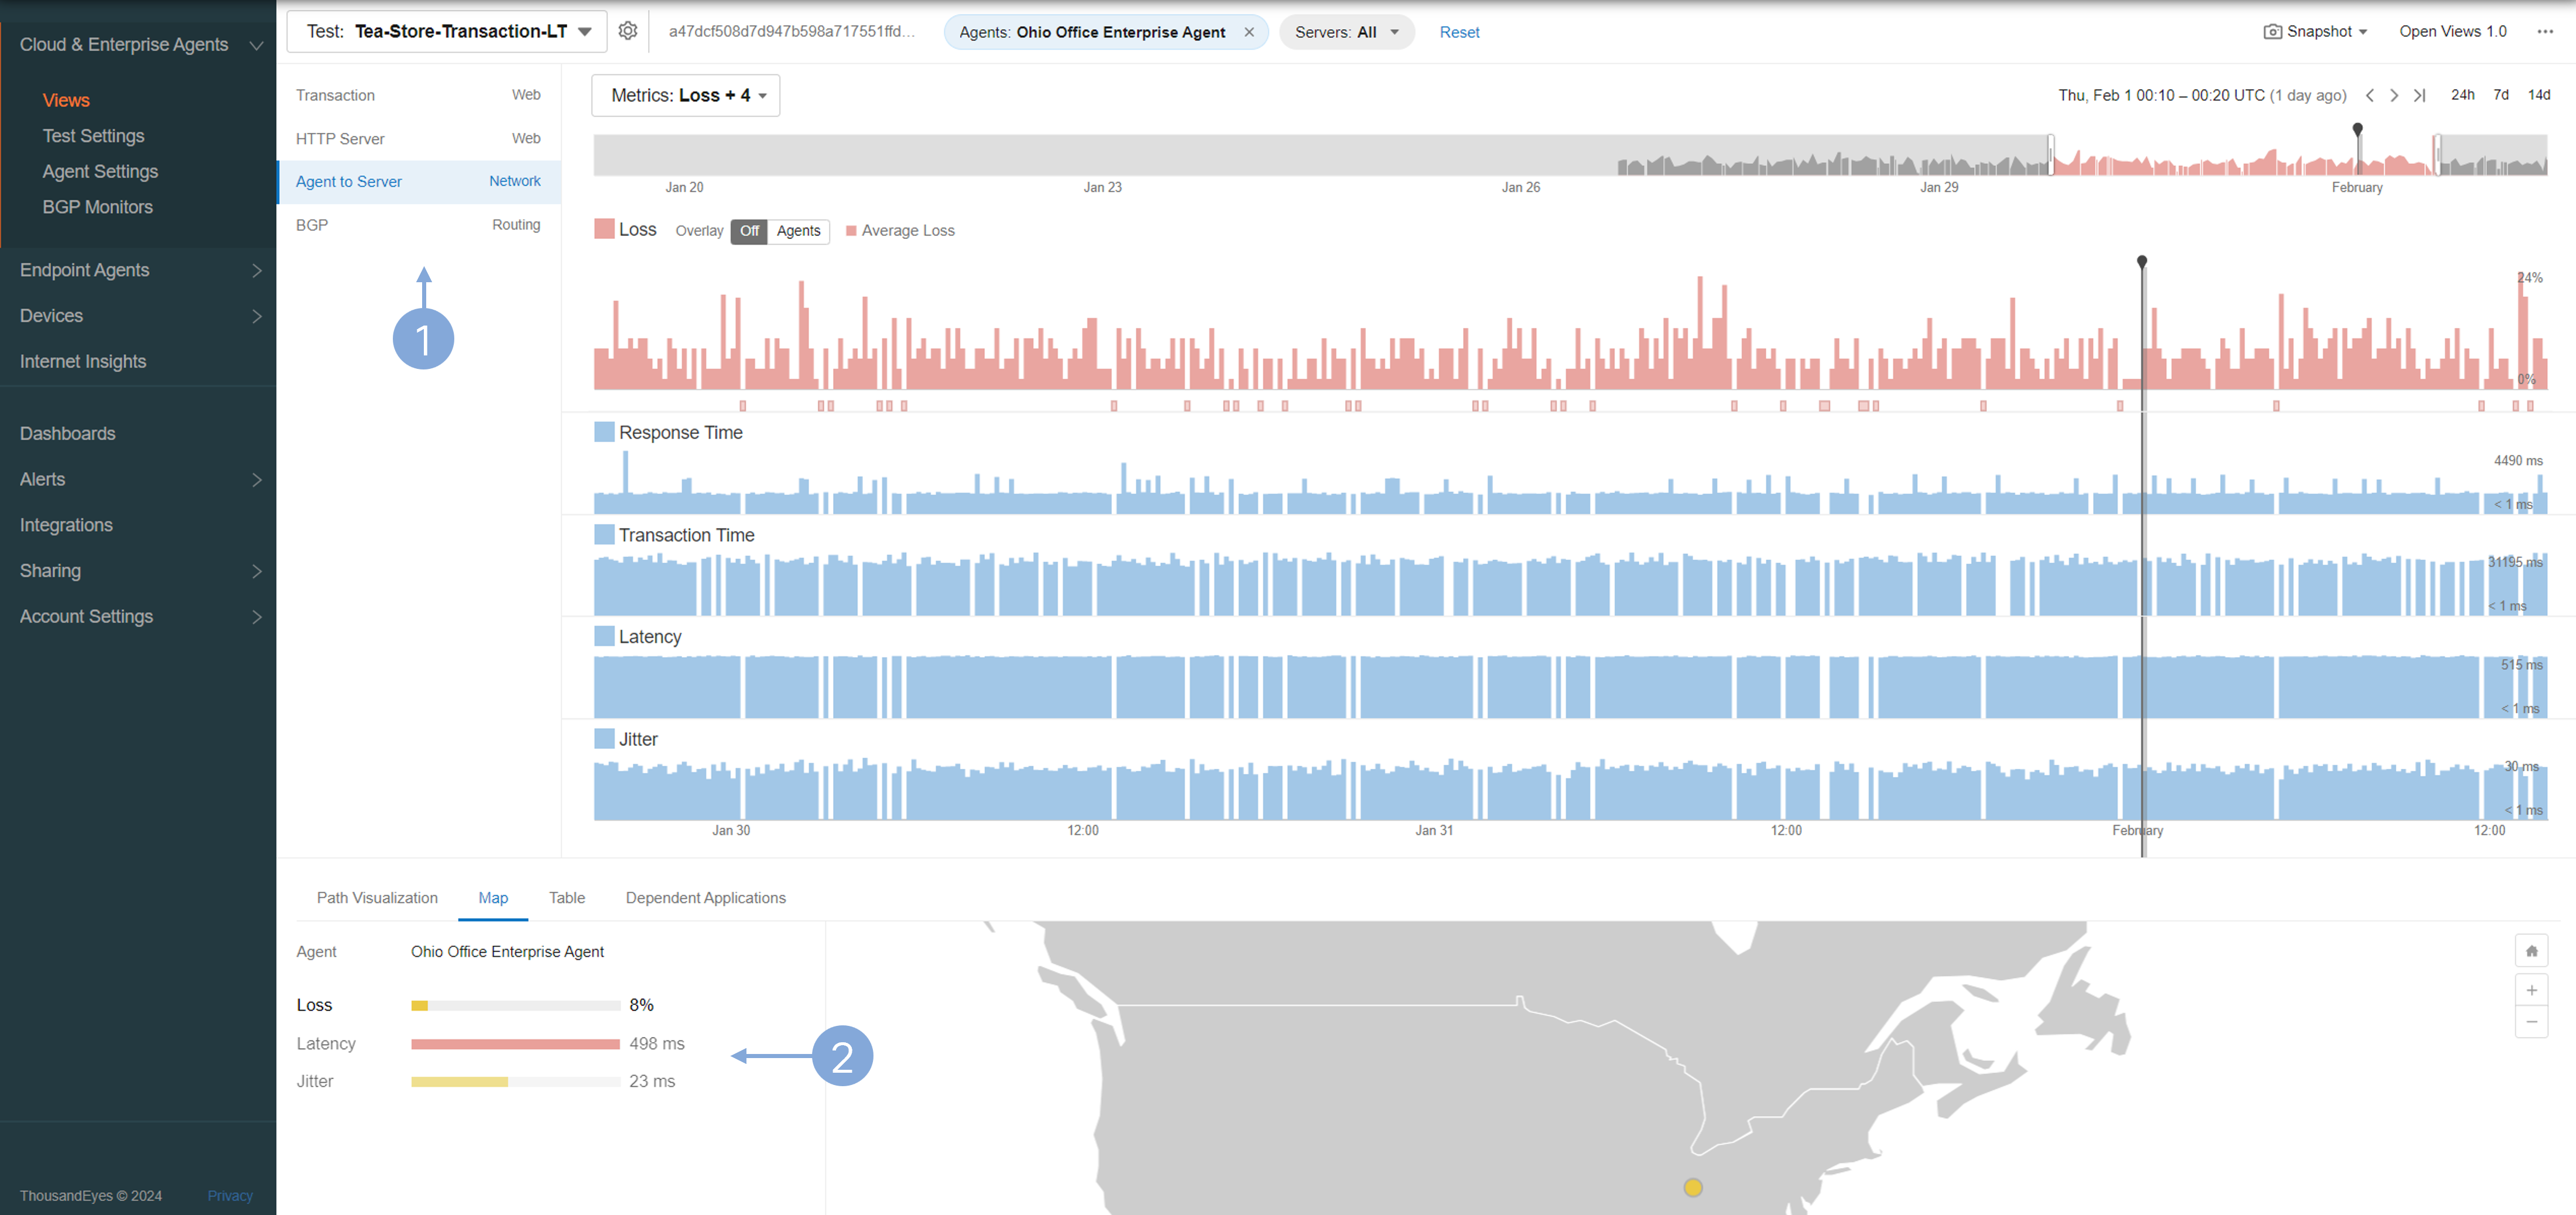 Cloud & Enterprise Agents
Views
Test Settings
Agent Settings
BGP Monitors
Endpoint Agents
Devices
Internet Insights
Dashboards
Alerts
Integrations
Sharing
Account Settings
ThousandEyes © 2024 Privacy
Test: Tea-Store-Transaction-LT a47dcf508d7d947b598a717551ffd... Agents: Ohio Office Enterprise Agent × Servers: All Reset Snapshot Open Views 1.0 ...
Transaction Web
HTTP Server Web
Agent to Server Network
BGP Routing
1
Metrics: Loss + 4 Thu, Feb 1 00:10 – 00:20 UTC (1 day ago) 24h 7d 14d
Jan 20 Jan 23 Jan 26 Jan 29 February
Loss Overlay Off Agents Average Loss
24%
0%
Response Time
4490 ms
< 1 ms
Transaction Time
31195 ms
< 1 ms
Latency
515 ms
< 1 ms
Jitter
30 ms
< 1 ms
Jan 30 12:00 Jan 31 12:00 February 12:00
Path Visualization Map Table Dependent Applications
Agent Ohio Office Enterprise Agent
Loss 8%
Latency 498 ms
Jitter 23 ms
2
+
−